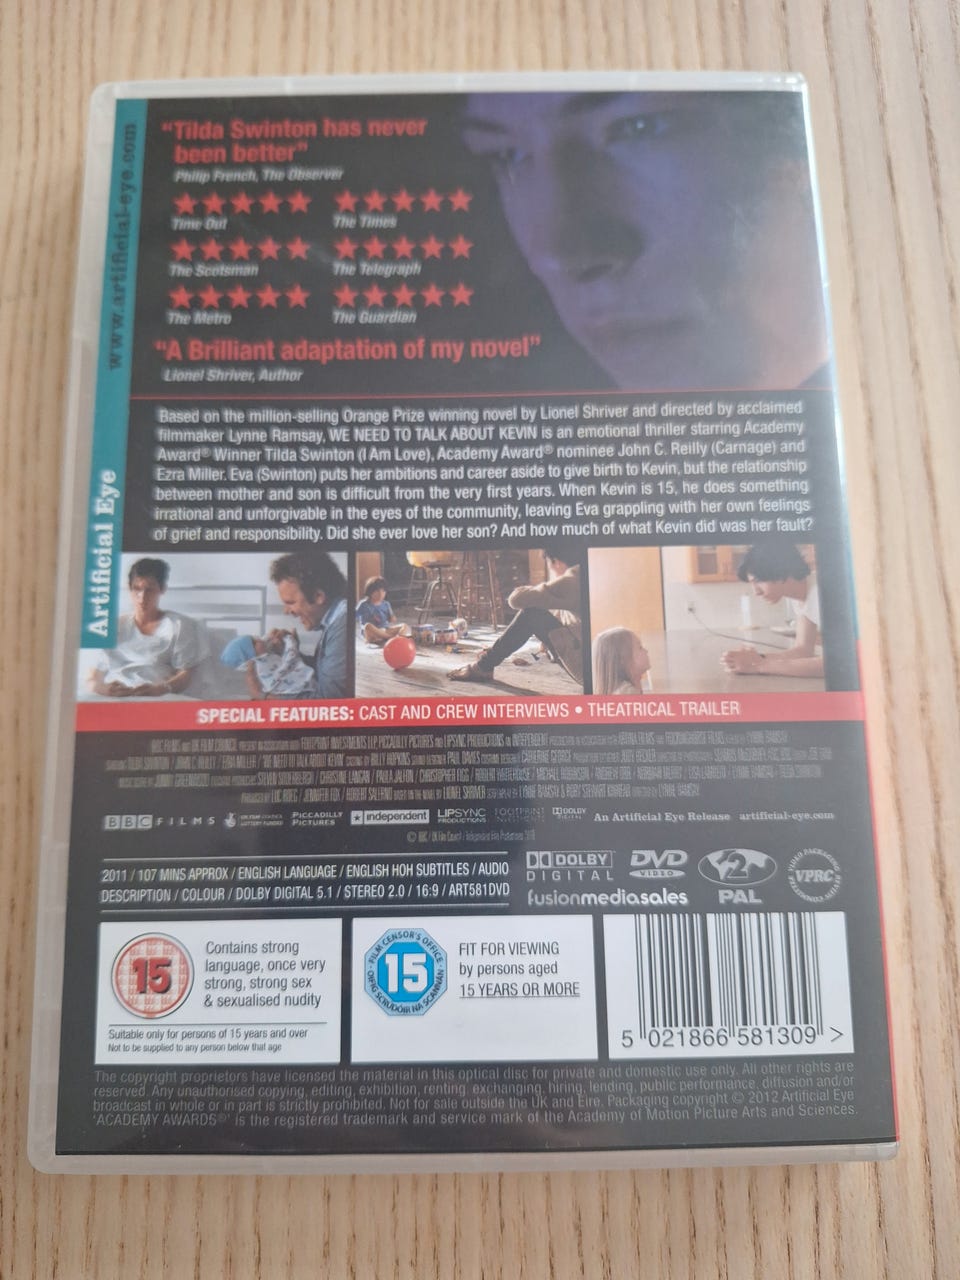 www.artificial-eye.com
Artificial Eye
"Tilda Swinton has never
been better"
Philip French, The Observer
Time Out
The Times
The Scotsman
The Telegraph
The Metro
The Guardian
"A Brilliant adaptation of my novel"
Lionel Shriver, Author
Based on the million-selling Orange Prize winning novel by Lionel Shriver and directed by acclaimed
filmmaker Lynne Ramsay, WE NEED TO TALK ABOUT KEVIN is an emotional thriller starring Academy
Award® Winner Tilda Swinton (I Am Love), Academy Award® nominee John C. Reilly (Carnage) and
Ezra Miller. Eva (Swinton) puts her ambitions and career aside to give birth to Kevin, but the relationship
between mother and son is difficult from the very first years. When Kevin is 15, he does something
irrational and unforgivable in the eyes of the community, leaving Eva grappling with her own feelings
of grief and responsibility. Did she ever love her son? And how much of what Kevin did was her fault?
SPECIAL FEATURES: CAST AND CREW INTERVIEWS • THEATRICAL TRAILER
BBC FILMS
PICCADILLY
PICTURES
independent
LIPSYNC
PRODUCTIONS
DOLBY
DIGITAL
An Artificial Eye Release artificial-eye.com
2011 / 107 MINS APPROX / ENGLISH LANGUAGE / ENGLISH HOH SUBTITLES / AUDIO
DESCRIPTION / COLOUR / DOLBY DIGITAL 5.1 / STEREO 2.0 / 16:9 / ART581DVD
DOLBY
DIGITAL
DVD
VIDEO
2
PAL
VIDEO PACKAGING
VPRC
fusionmediasales
15
Contains strong
language, once very
strong, strong sex
& sexualised nudity
Suitable only for persons of 15 years and over
Not to be supplied to any person below that age
FILM CENSOR'S OFFICE
15
OIFIG SCRÚDÓIR NA SCANNÁN
FIT FOR VIEWING
by persons aged
15 YEARS OR MORE
5 021866 581309 >
The copyright proprietors have licensed the material in this optical disc for private and domestic use only. All other rights are
reserved. Any unauthorised copying, editing, exhibition, renting, exchanging, hiring, lending, public performance, diffusion and/or
broadcast in whole or in part is strictly prohibited. Not for sale outside the UK and Eire. Packaging copyright © 2012 Artificial Eye
'ACADEMY AWARDS®' is the registered trademark and service mark of the Academy of Motion Picture Arts and Sciences.